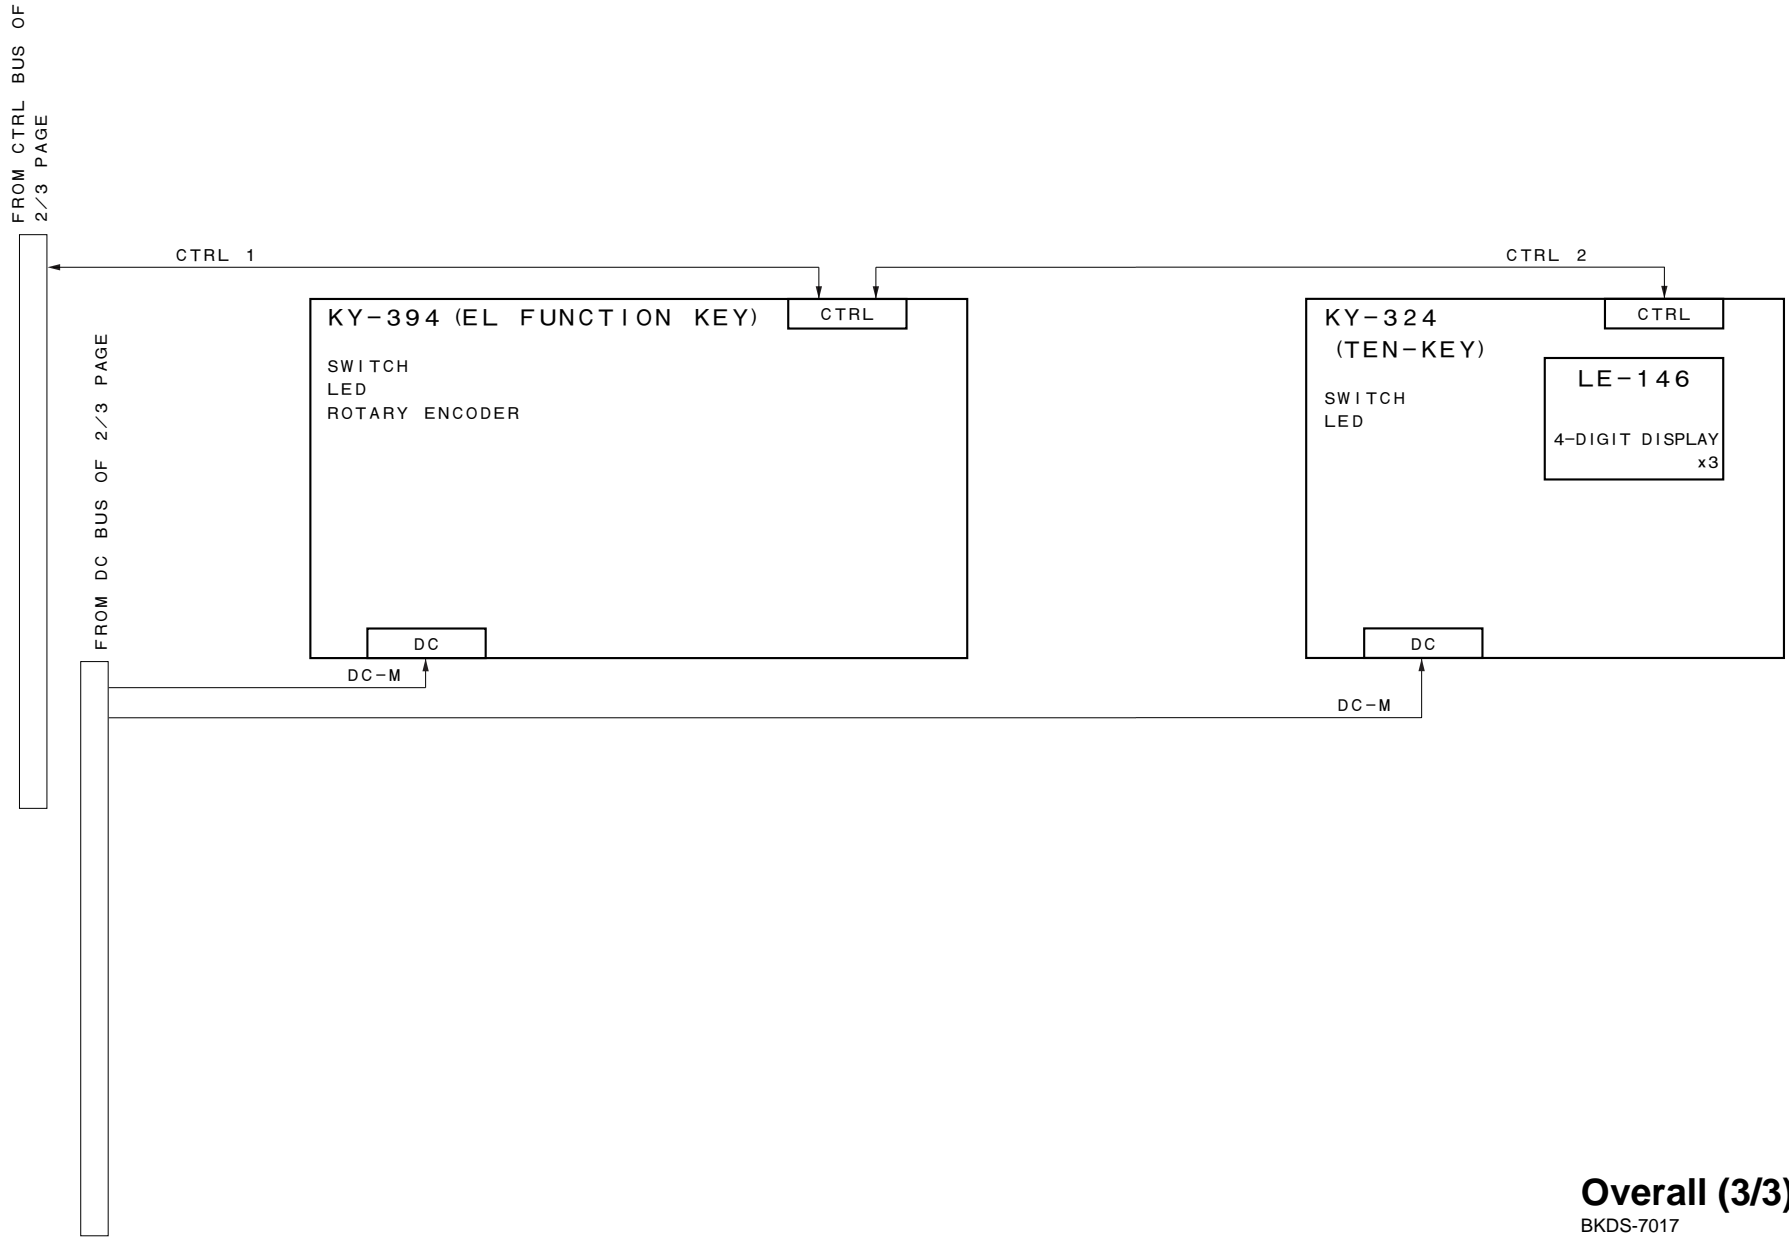 FROM CTRL BUS OF
2/3 PAGE
CTRL 1
CTRL 2
KY-394 (EL FUNCTION KEY)
CTRL
SWITCH
LED
ROTARY ENCODER
DC
DC-M
KY-324
(TEN-KEY)
CTRL
SWITCH
LED
LE-146
4-DIGIT DISPLAY
x3
DC
DC-M
FROM DC BUS OF 2/3 PAGE
Overall (3/3)
BKDS-7017